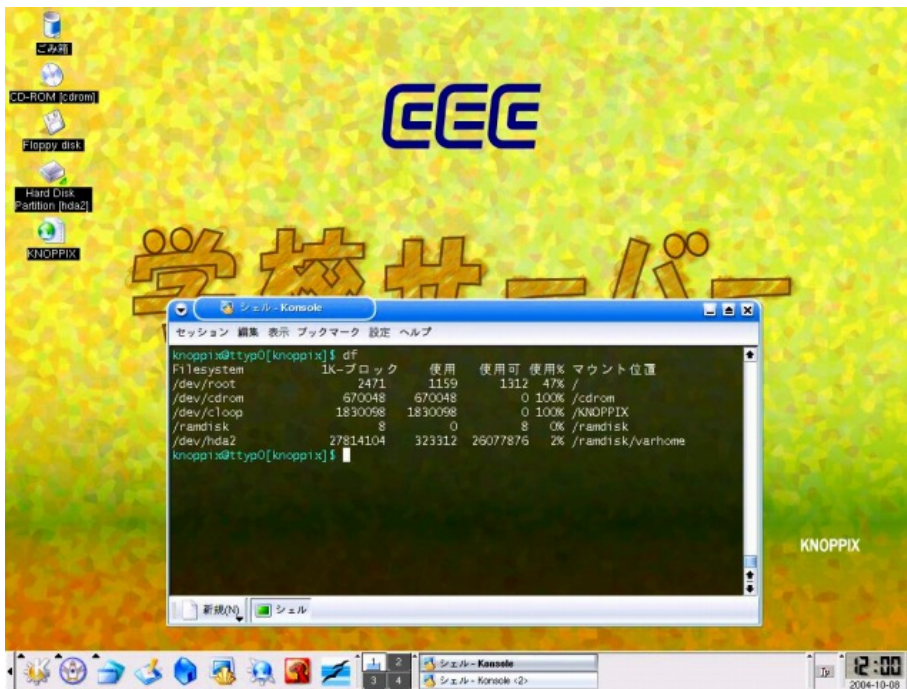 ごみ箱
CD-ROM [cdrom]
Floppy disk
Hard Disk
Partition [hda2]
KNOPPIX
CEC
学校サーバー
シェル - Konsole
セッション 編集 表示 ブックマーク 設定 ヘルプ
knoppix@ttyp0[knoppix]$ df
Filesystem 1K-ブロック 使用 使用可 使用% マウント位置
/dev/root 2471 1159 1312 47% /
/dev/cdrom 670048 670048 0 100% /cdrom
/dev/cloop 1830098 1830098 0 100% /KNOPPIX
/ramdisk 8 0 8 0% /ramdisk
/dev/hda2 27814104 323312 26077876 2% /ramdisk/varhome
knoppix@ttyp0[knoppix]$
KNOPPIX
新規(N)
シェル
1 2
3 4
シェル - Konsole
シェル - Konsole <2>
12:00
2004-10-08